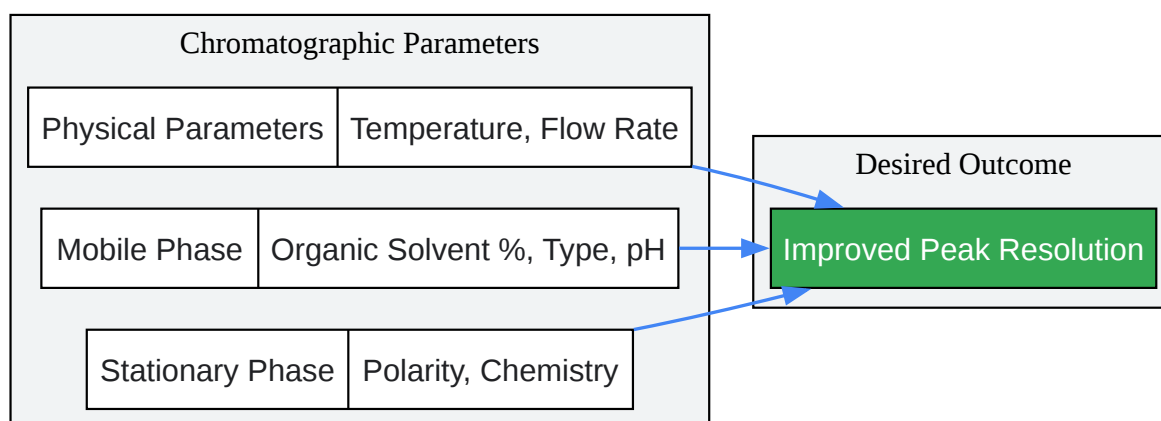 Chromatographic Parameters
Physical Parameters
Temperature, Flow Rate
Mobile Phase
Organic Solvent %, Type, pH
Stationary Phase
Polarity, Chemistry
Desired Outcome
Improved Peak Resolution